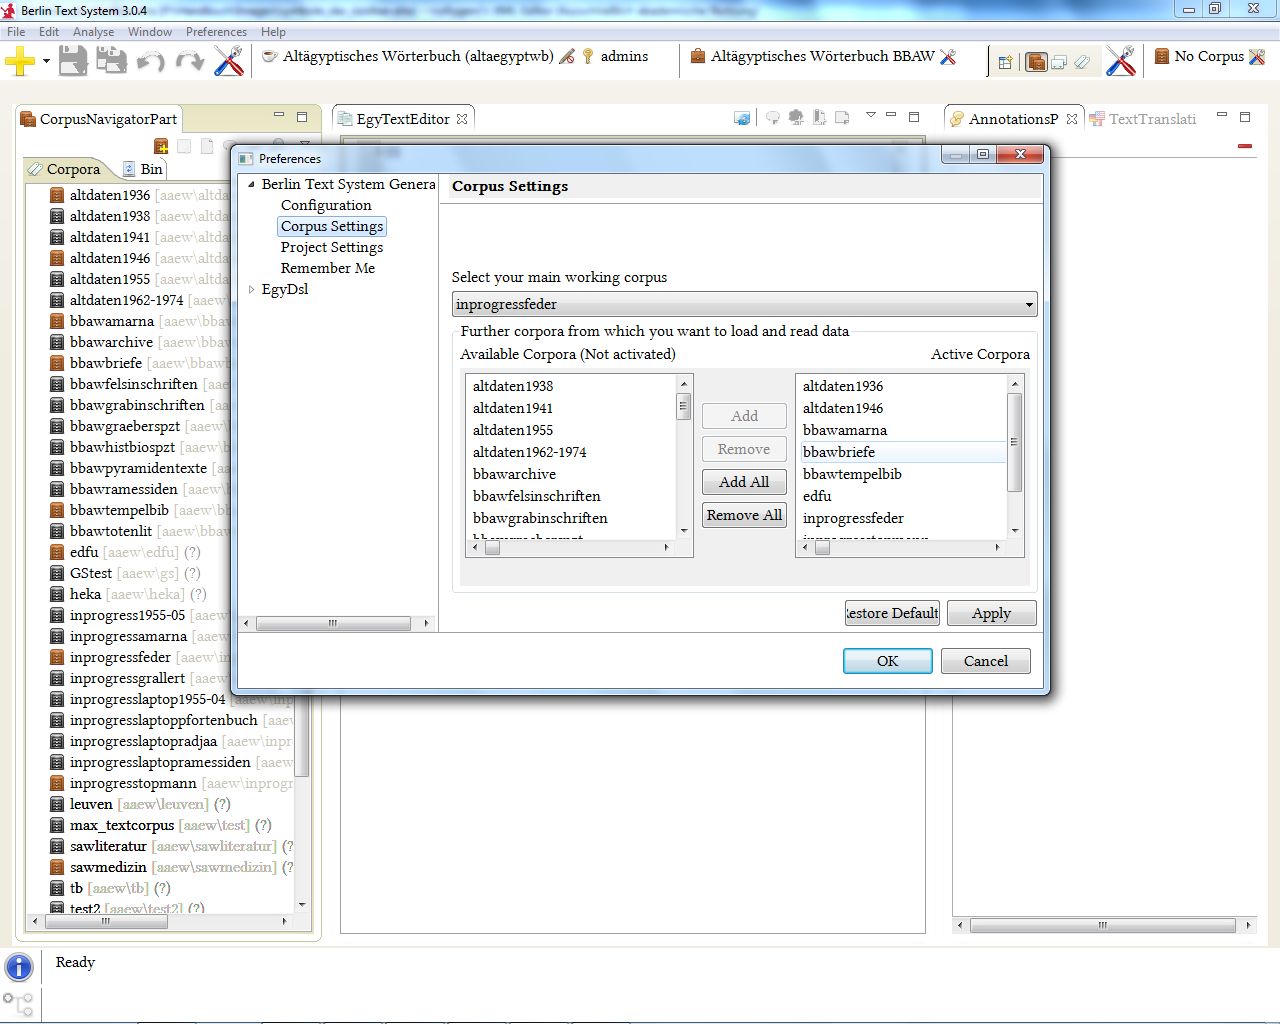 Berlin Text System 3.0.4
File Edit Analyse Window Preferences Help
Altägyptisches Wörterbuch (altaegyptwb) admins Altägyptisches Wörterbuch BBAW No Corpus
CorpusNavigatorPart EgyTextEditor AnnotationsP TextTranslati
Corpora Bin
altdaten1936 [aaew\altda
altdaten1938 [aaew\altda
altdaten1941 [aaew\altda
altdaten1946 [aaew\altda
altdaten1955 [aaew\altda
altdaten1962-1974 [aaew
bbawamarna [aaew\bbaw
bbawarchive [aaew\bbaw
bbawbriefe [aaew\bbawb
bbawfelsinschriften [aaew
bbawgrabinschriften [aaew
bbawgraeberspzt [aaew\b
bbawhistbiospzt [aaew\b
bbawpyramidentexte [aaew
bbawramessiden [aaew\b
bbawtempelbib [aaew\bb
bbawtotenlit [aaew\bbaw
edfu [aaew\edfu] (?)
GStest [aaew\gs] (?)
heka [aaew\heka] (?)
inprogress1955-05 [aaew
inprogressamarna [aaew\
inprogressfeder [aaew\in
inprogressgrallert [aaew\
inprogresslaptop1955-04 [aaew
inprogresslaptoppfortenbuch [aaew
inprogresslaptopradjaa [aaew\inpr
inprogresslaptopramessiden [aaew
inprogresstopmann [aaew\inprogr
leuven [aaew\leuven] (?)
max_textcorpus [aaew\test] (?)
sawliteratur [aaew\sawliteratur] (?
sawmedizin [aaew\sawmedizin] (?
tb [aaew\tb] (?)
test2 [aaew\test2] (?)
Preferences
Berlin Text System Genera
Configuration
Corpus Settings
Project Settings
Remember Me
EgyDsl
Corpus Settings
Select your main working corpus
inprogressfeder
Further corpora from which you want to load and read data
Available Corpora (Not activated) Active Corpora
altdaten1938
altdaten1941
altdaten1955
altdaten1962-1974
bbawarchive
bbawfelsinschriften
bbawgrabinschriften
bbawgraeberspzt
Add
Remove
Add All
Remove All
altdaten1936
altdaten1946
bbawamarna
bbawbriefe
bbawtempelbib
edfu
inprogressfeder
inprogresstopmann
estore Default Apply
OK Cancel
Ready